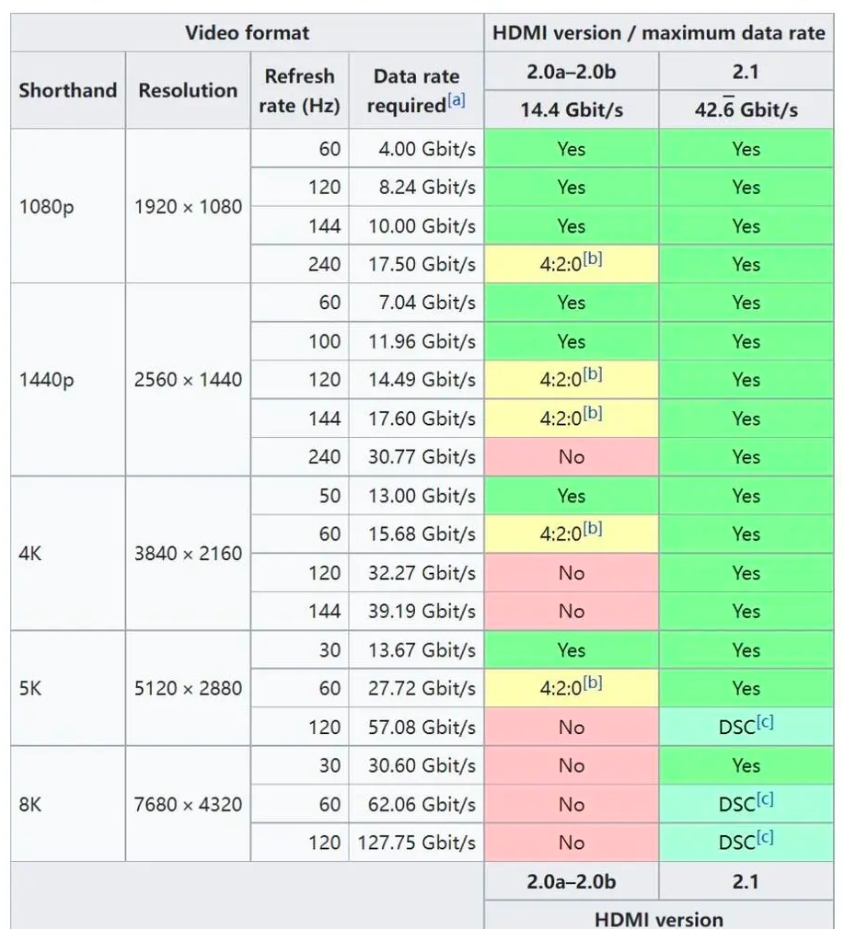 Video format HDMI version / maximum data rate
Shorthand Resolution Refresh rate (Hz) Data rate required[a] 2.0a–2.0b 2.1
14.4 Gbit/s 42.6̅ Gbit/s
1080p 1920 × 1080 60 4.00 Gbit/s Yes Yes
120 8.24 Gbit/s Yes Yes
144 10.00 Gbit/s Yes Yes
240 17.50 Gbit/s 4:2:0[b] Yes
1440p 2560 × 1440 60 7.04 Gbit/s Yes Yes
100 11.96 Gbit/s Yes Yes
120 14.49 Gbit/s 4:2:0[b] Yes
144 17.60 Gbit/s 4:2:0[b] Yes
240 30.77 Gbit/s No Yes
4K 3840 × 2160 50 13.00 Gbit/s Yes Yes
60 15.68 Gbit/s 4:2:0[b] Yes
120 32.27 Gbit/s No Yes
144 39.19 Gbit/s No Yes
5K 5120 × 2880 30 13.67 Gbit/s Yes Yes
60 27.72 Gbit/s 4:2:0[b] Yes
120 57.08 Gbit/s No DSC[c]
8K 7680 × 4320 30 30.60 Gbit/s No Yes
60 62.06 Gbit/s No DSC[c]
120 127.75 Gbit/s No DSC[c]
2.0a–2.0b 2.1
HDMI version